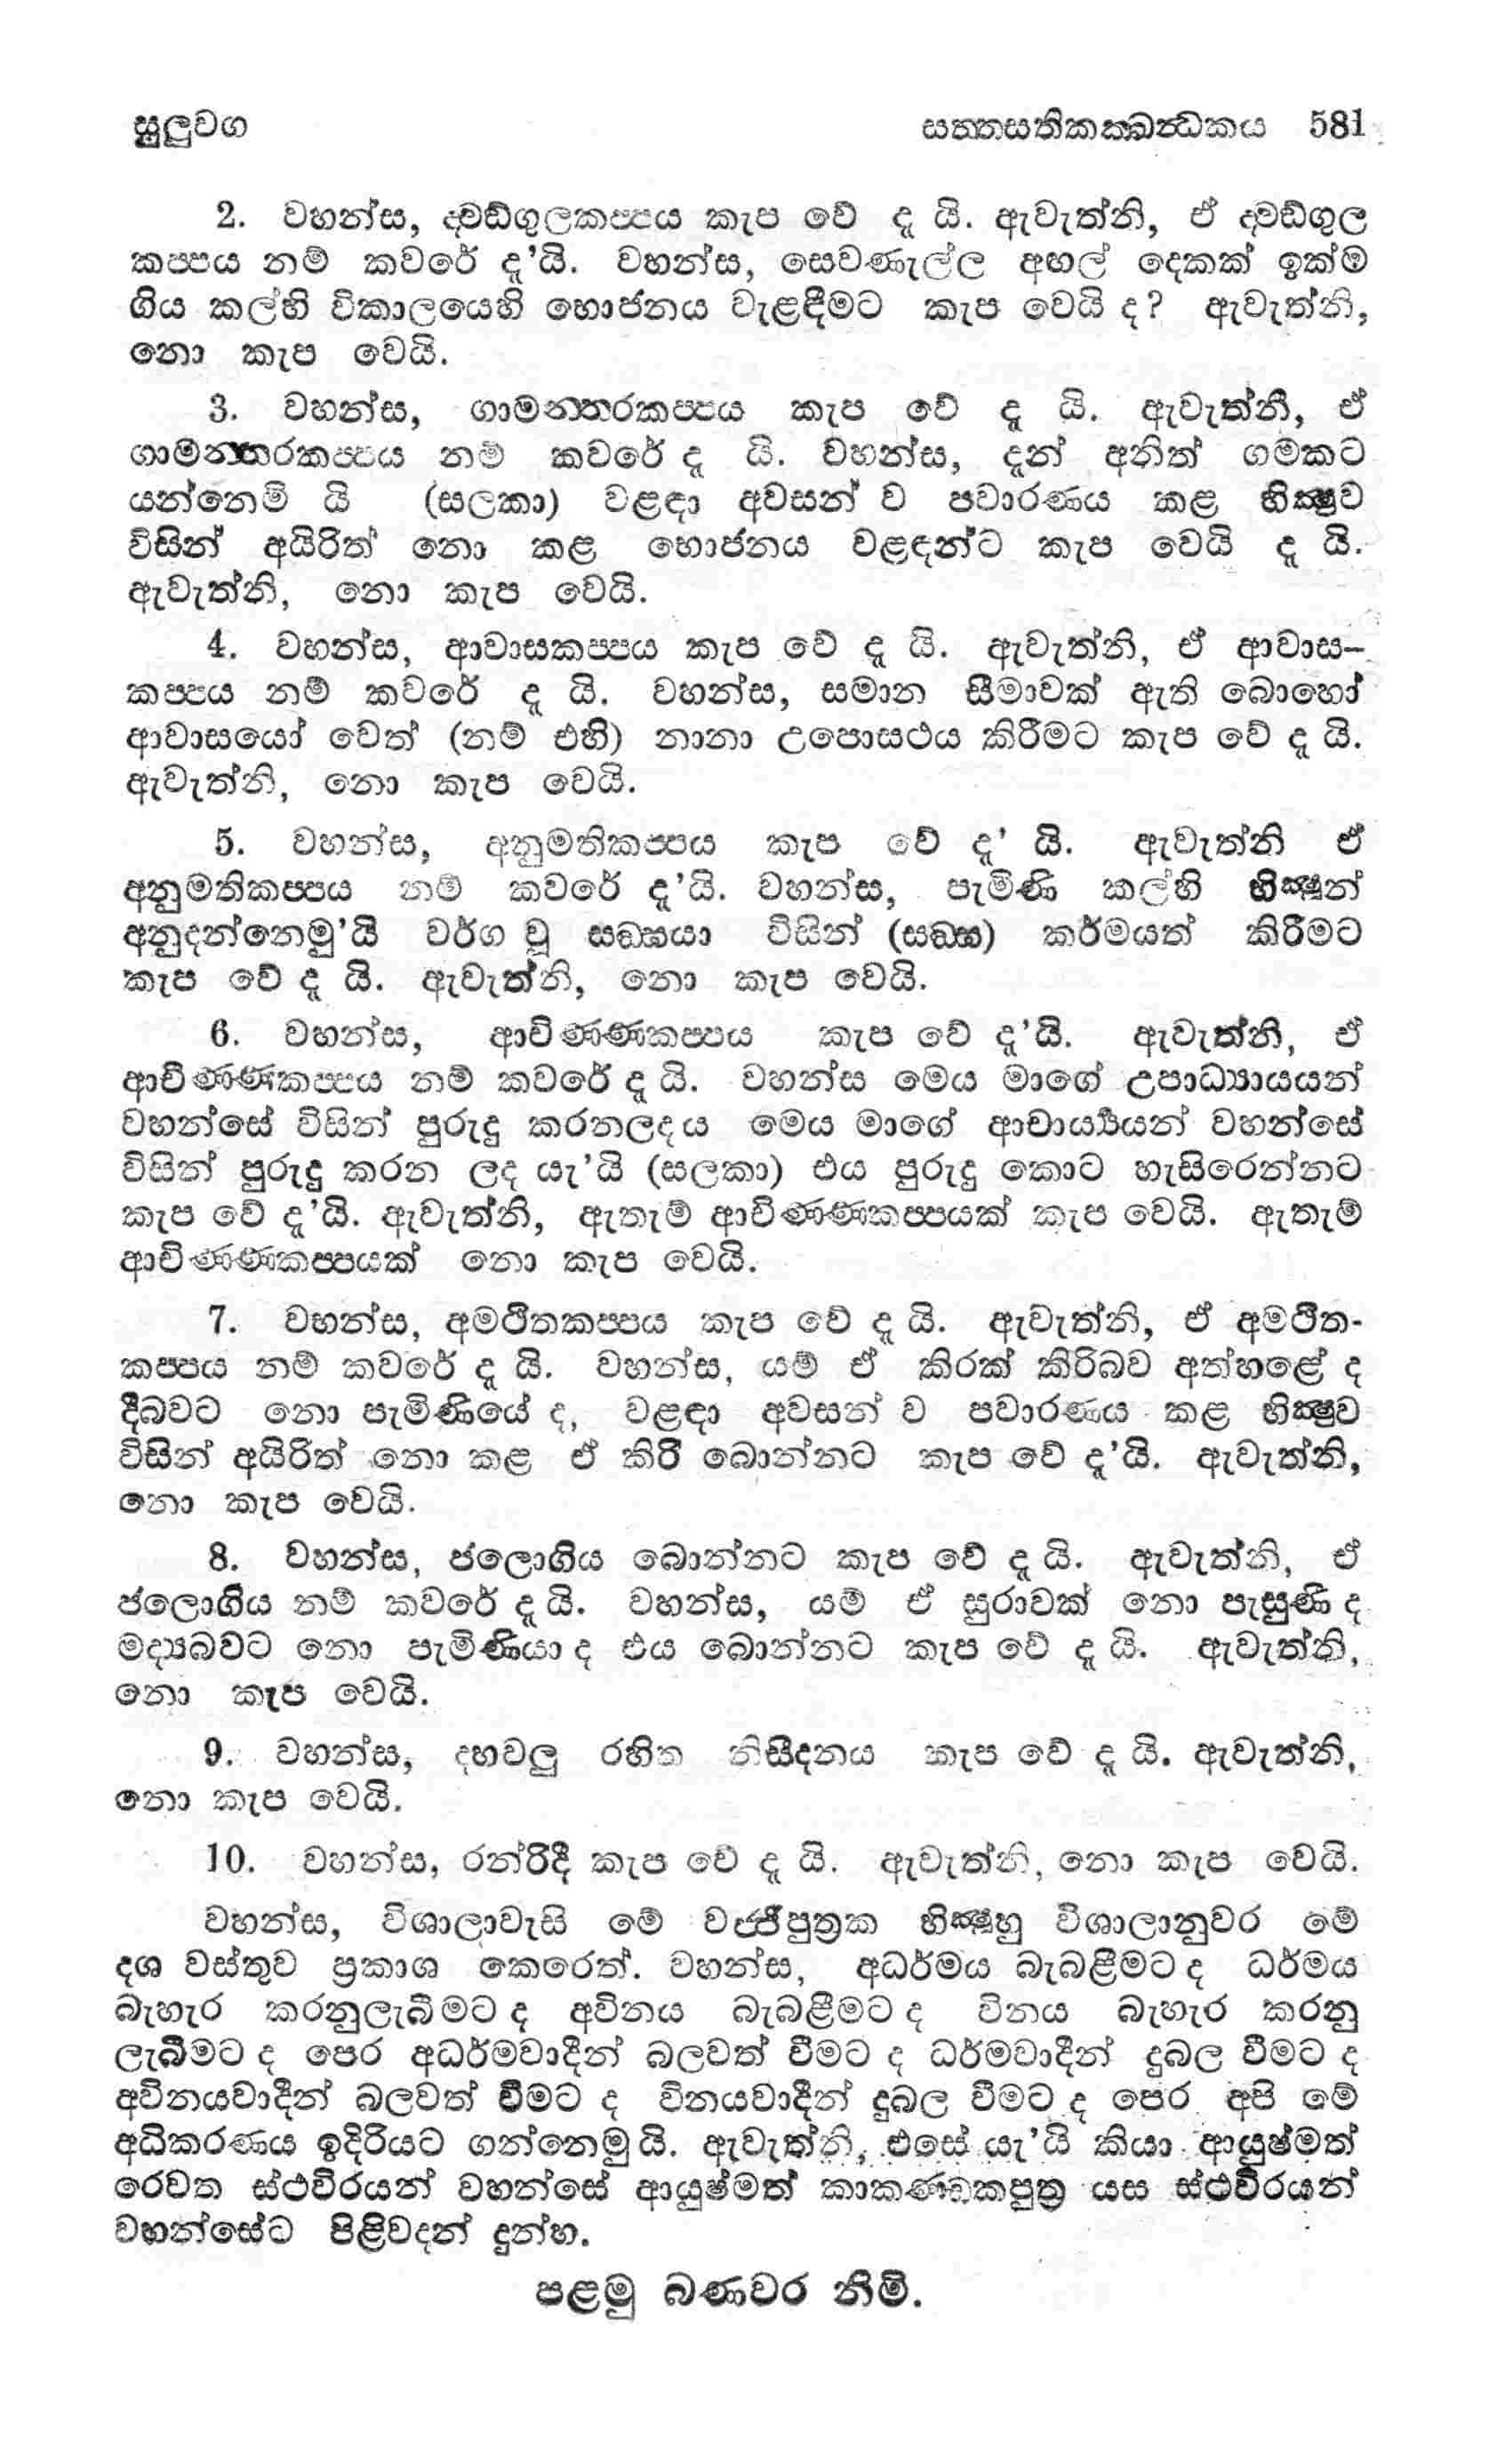 සුලුවග සත්තසතිකක්ඛන්ධකය 581
2. වහන්ස, ද්වඞ්ගුලකප්පය කැප වේ දැ යි. ඇවැත්නි, ඒ ද්වඞ්ගුල
කප්පය නම් කවරේ දැ’යි. වහන්ස, සෙවණැල්ල අඟල් දෙකක් ඉක්ම
ගිය කල්හි විකාලයෙහි භොජනය වැළඳීමට කැප වෙයි ද? ඇවැත්නි,
නො කැප වෙයි.
3. වහන්ස, ගාමන්තරකප්පය කැප වේ දැ යි. ඇවැත්නි, ඒ
ගාමන්තරකප්පය නම් කවරේ දැ යි. වහන්ස, දැන් අනිත් ගමකට
යන්නෙමි යි (සලකා) වළඳා අවසන් ව පවාරණය කළ භික්‍ෂුව
විසින් අයිරිත් නො කළ භොජනය වළඳන්ට කැප වෙයි දැ යි.
ඇවැත්නි, නො කැප වෙයි.
4. වහන්ස, ආවාසකප්පය කැප වේ දැ යි. ඇවැත්නි, ඒ ආවාස–
කප්පය නම් කවරේ දැ යි. වහන්ස, සමාන සීමාවක් ඇති බොහෝ
ආවාසයෝ වෙත් (නම් එහි) නානා උපොසථය කිරීමට කැප වේ දැ යි.
ඇවැත්නි, නො කැප වෙයි.
5. වහන්ස, අනුමතිකප්පය කැප වේ දැ’ යි. ඇවැත්නි ඒ
අනුමතිකප්පය නම් කවරේ දැ’යි. වහන්ස, පැමිණි කල්හි භික්‍ෂූන්
අනුදන්නෙමු’යි වර්ග වූ සඞ්ඝයා විසින් (සඞ්ඝ) කර්මයත් කිරීමට
කැප වේ දැ යි. ඇවැත්නි, නො කැප වෙයි.
6. වහන්ස, ආචිණ්ණකප්පය කැප වේ දැ’යි. ඇවැත්නි, ඒ
ආචිණ්ණකප්පය නම් කවරේ දැ යි. වහන්ස මෙය මාගේ උපාධ්‍යායයන්
වහන්සේ විසින් පුරුදු කරනලදය මෙය මාගේ ආචාර්‍ය්‍යයන් වහන්සේ
විසින් පුරුදු කරන ලද යැ’යි (සලකා) එය පුරුදු කොට හැසිරෙන්නට
කැප වේ දැ’යි. ඇවැත්නි, ඇතැම් ආචිණ්ණකප්පයක් කැප වෙයි. ඇතැම්
ආචිණ්ණකප්පයක් නො කැප වෙයි.
7. වහන්ස, අමථිතකප්පය කැප වේ දැ යි. ඇවැත්නි, ඒ අමථිත-
කප්පය නම් කවරේ දැ යි. වහන්ස, යම් ඒ කිරක් කිරිබව අත්හළේ ද
දීබවට නො පැමිණියේ ද, වළඳා අවසන් ව පවාරණය කළ භික්‍ෂුව
විසින් අයිරිත් නො කළ ඒ කිරි බොන්නට කැප වේ දැ’යි. ඇවැත්නි,
නො කැප වෙයි.
8. වහන්ස, ජලොගිය බොන්නට කැප වේ දැ යි. ඇවැත්නි, ඒ
ජලොගිය නම් කවරේ දැ යි. වහන්ස, යම් ඒ සුරාවක් නො පැසුණි ද
මද්‍යබවට නො පැමිණියා ද එය බොන්නට කැප වේ දැ යි. ඇවැත්නි,
නො කැප වෙයි.
9. වහන්ස, දහවලු රහිත නිසීදනය කැප වේ දැ යි. ඇවැත්නි,
නො කැප වෙයි.
10. වහන්ස, රන්රිදී කැප වේ දැ යි. ඇවැත්නි, නො කැප වෙයි.
වහන්ස, විශාලාවැසි මේ වජ්ජිපුත්‍රක භික්‍ෂූහු විශාලානුවර මේ
දශ වස්තුව ප්‍රකාශ කෙරෙත්. වහන්ස, අධර්මය බැබළීමට ද ධර්මය
බැහැර කරනුලැබීමට ද අවිනය බැබළීමට ද විනය බැහැර කරනු
ලැබීමට ද පෙර අධර්මවාදීන් බලවත් වීමට ද ධර්මවාදීන් දුබල වීමට ද
අවිනයවාදීන් බලවත් වීමට ද විනයවාදීන් දුබල වීමට ද පෙර අපි මේ
අධිකරණය ඉදිරියට ගන්නෙමු යි. ඇවැත්නි, එසේ යැ’යි කියා ආයුෂ්මත්
රෙවත ස්ථවිරයන් වහන්සේ ආයුෂ්මත් කාකණ්ඩකපුත්‍ර යස ස්ථවිරයන්
වහන්සේට පිළිවදන් දුන්හ.
පළමු බණවර නිමි.